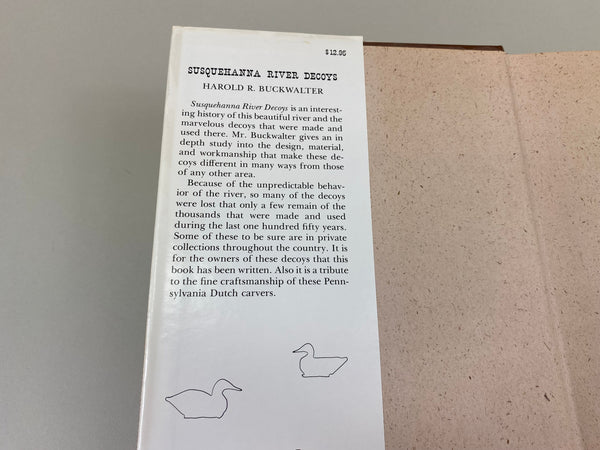 $12.95
SUSQUEHANNA RIVER DECOYS
HAROLD R. BUCKWALTER
Susquehanna River Decoys is an interest-
ing history of this beautiful river and the
marvelous decoys that were made and
used there. Mr. Buckwalter gives an in
depth study into the design, material,
and workmanship that make these de-
coys different in many ways from those
of any other area.
Because of the unpredictable behav-
ior of the river, so many of the decoys
were lost that only a few remain of the
thousands that were made and used
during the last one hundred fifty years.
Some of these to be sure are in private
collections throughout the country. It is
for the owners of these decoys that this
book has been written. Also it is a tribute
to the fine craftsmanship of these Penn-
sylvania Dutch carvers.